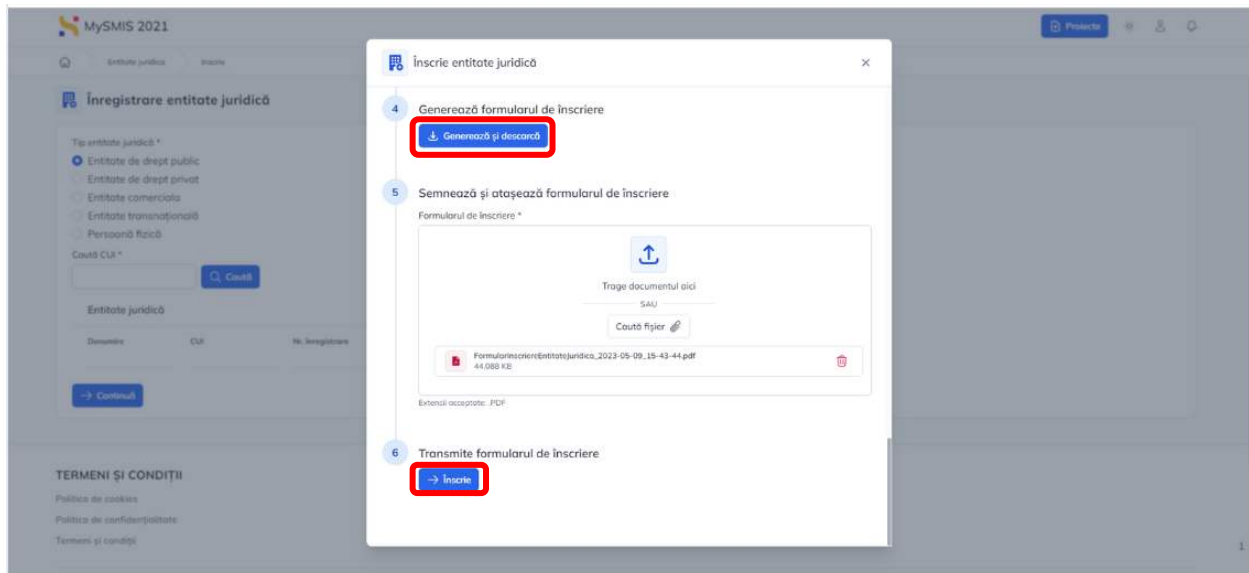 MySMIS 2021
Proiecte
Entitate juridica
Inscrie
Înregistrare entitate juridică
Tip entitate juridică *
Entitate de drept public
Entitate de drept privat
Entitate comerciala
Entitate transnațională
Persoană fizică
Caută CUI *
Caută
Entitate juridică
Denumire
CUI
Nr. înregistrare
Continuă
Înscrie entitate juridică
4
Generează formularul de înscriere
Generează și descarcă
5
Semnează și atașează formularul de înscriere
Formularul de înscriere *
Trage documentul aici
SAU
Caută fișier
FormularInscriereEntitateJuridica_2023-05-09_15-43-44.pdf
44.088 KB
Extensii acceptate: .PDF
6
Transmite formularul de înscriere
Înscrie
TERMENI ȘI CONDIȚII
Politica de cookies
Politica de confidențialitate
Termeni și condiții
1